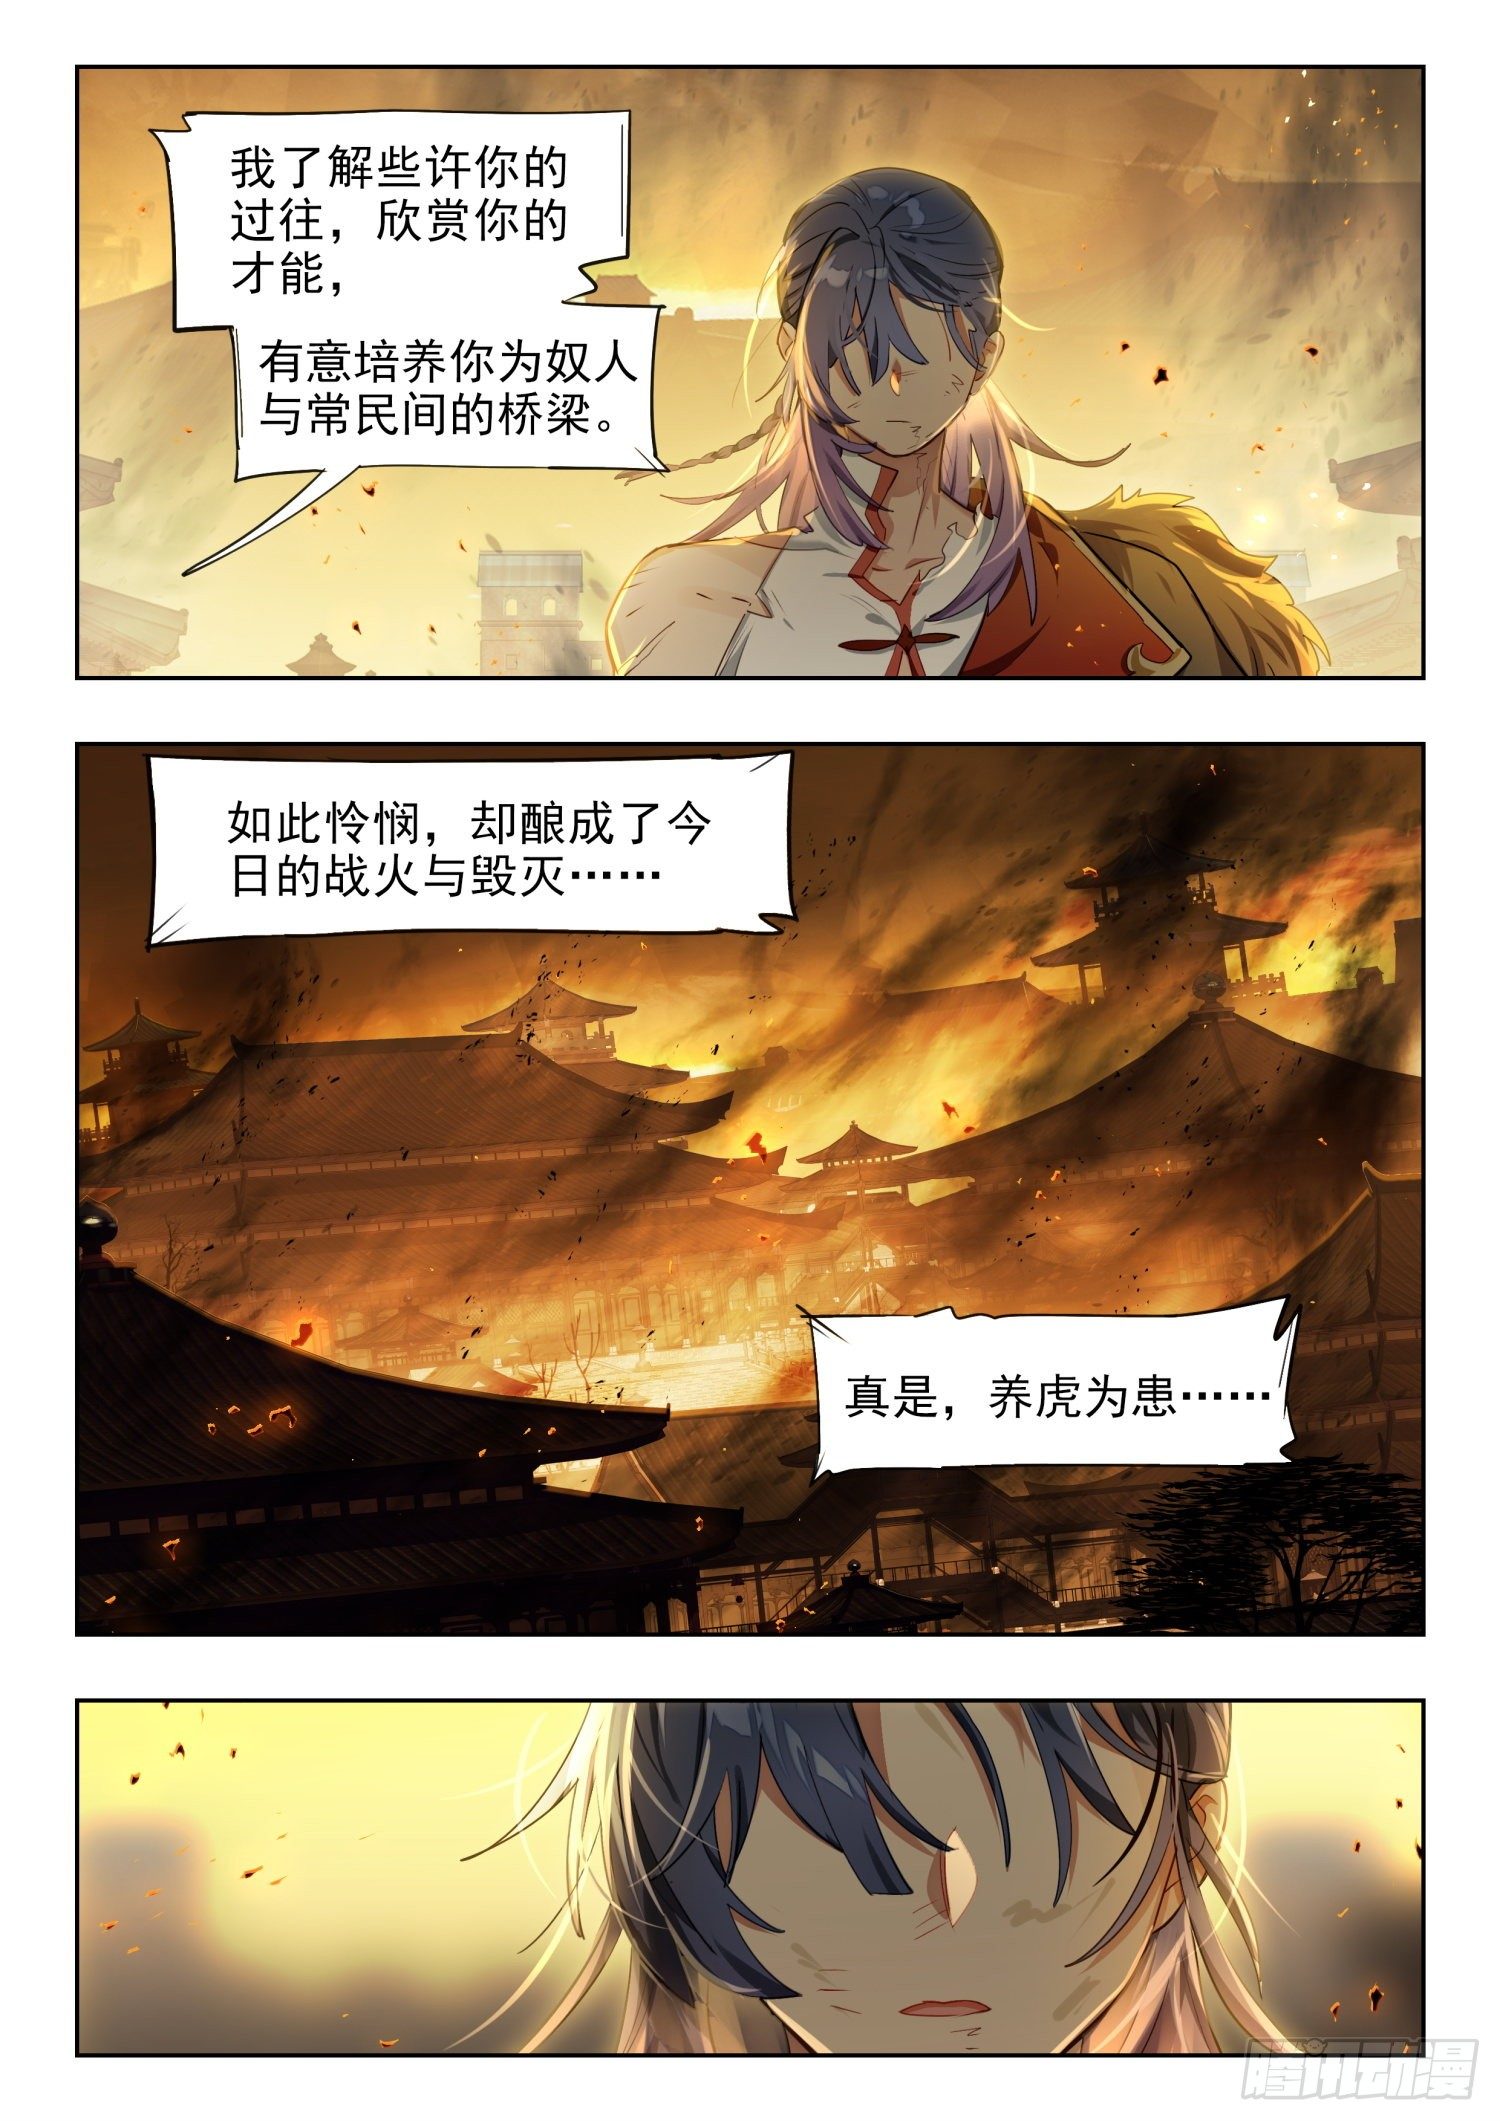 我了解些许你的
过往，欣赏你的
才能，
有意培养你为奴人
与常民间的桥梁。
如此怜悯，却酿成了今
日的战火与毁灭……
真是，养虎为患……
腾讯动漫